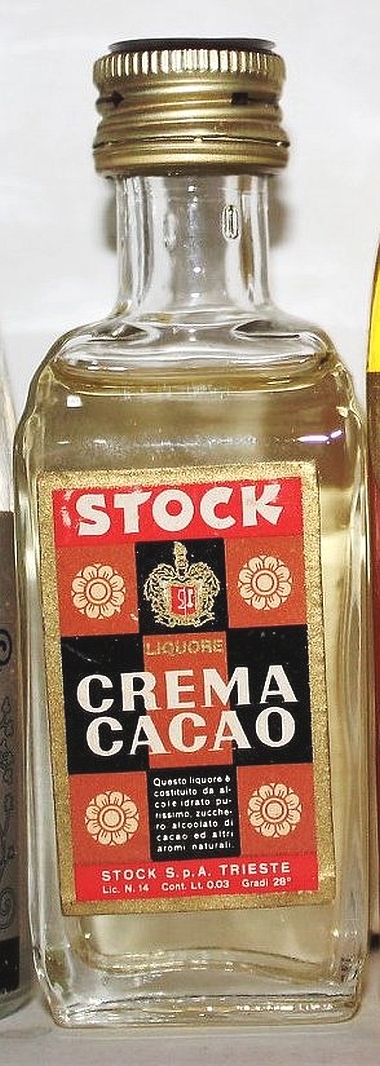 STOCK
LIQUORE
CREMA
CACAO
Questo liquore è
costituito da al-
cole idrato pu-
rissimo, zucche-
ro alcoolato di
cacao ed altri
aromi naturali.
STOCK S.p.A. TRIESTE
Lic. N. 14 Cont. Lt. 0.03 Gradi 28°